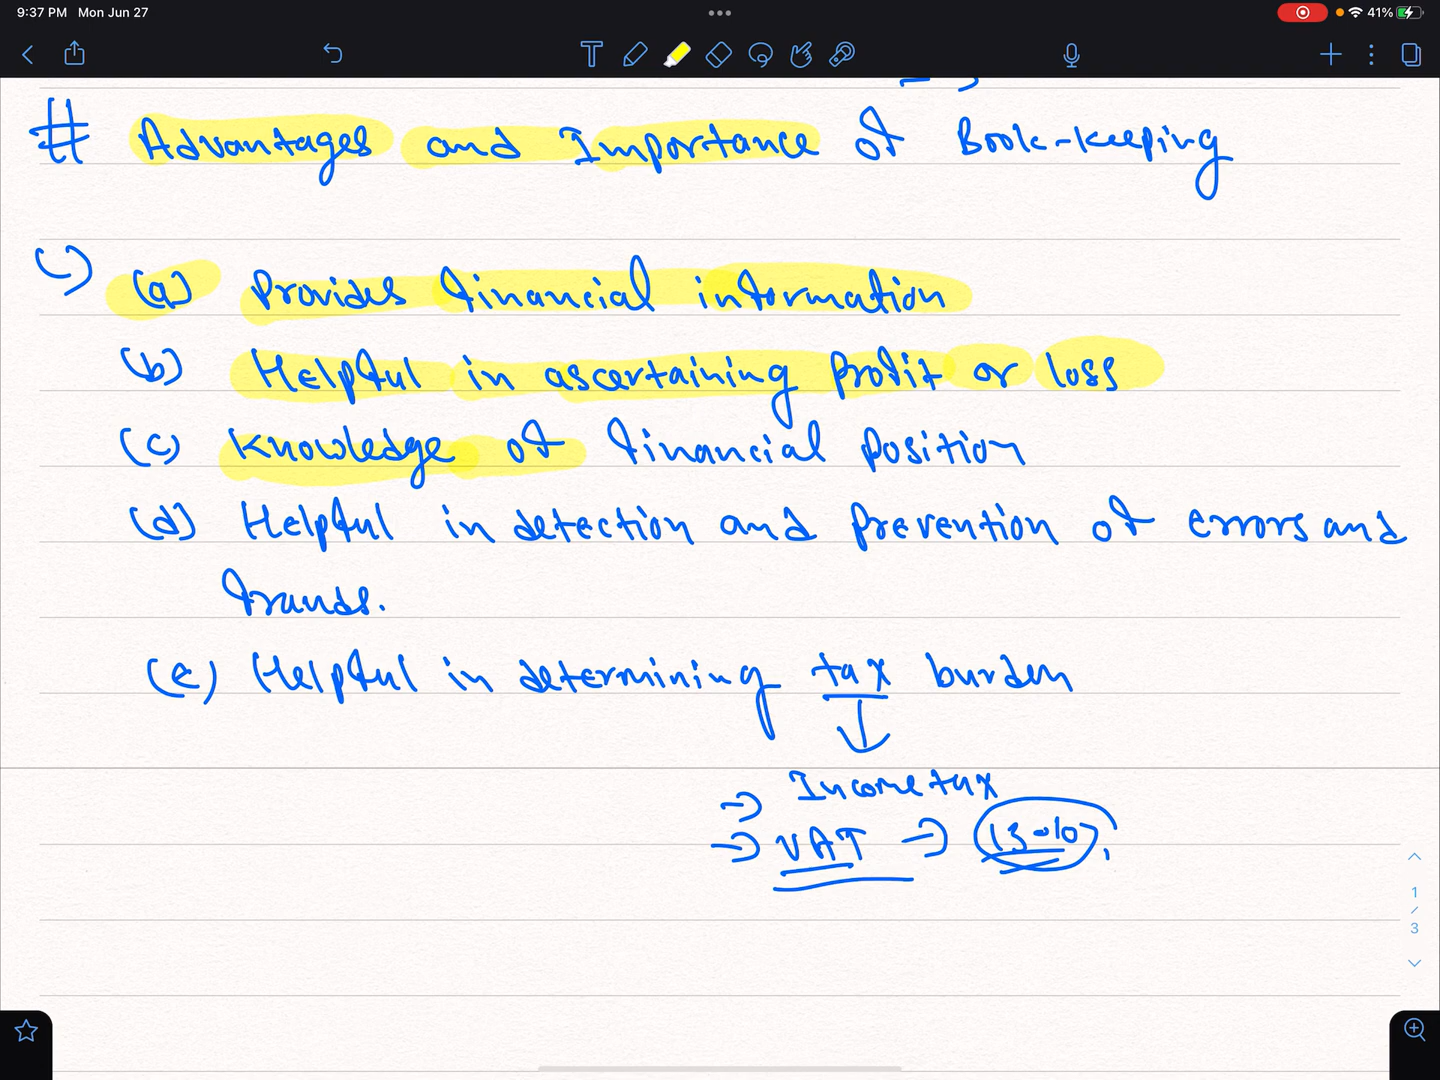 9:37 PM Mon Jun 27
41%
# Advantages and Importance of Book-keeping
(a) Provides financial information
(b) Helpful in ascertaining profit or loss
(c) Knowledge of financial position
(d) Helpful in detection and prevention of errors and
frauds.
(e) Helpful in determining tax burden
↓
→ Income tax
→ VAT → 13%
1
/
3